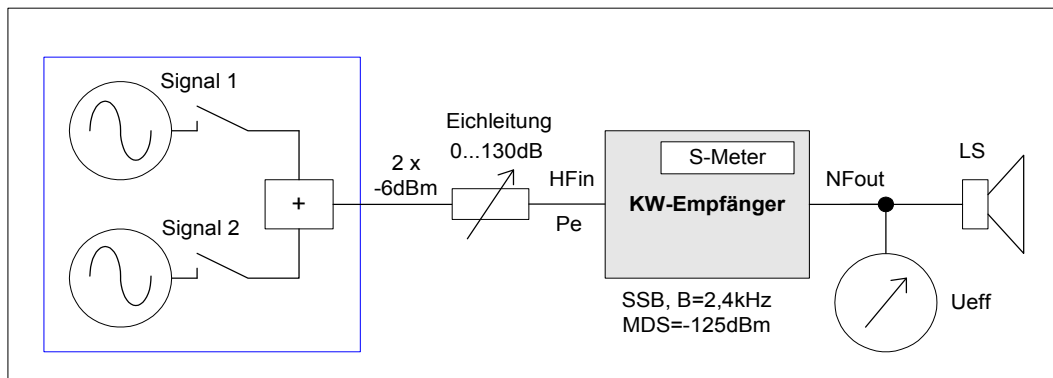 Signal 1
Signal 2
+
2 x
-6dBm
Eichleitung
0...130dB
HFin
Pe
S-Meter
KW-Empfänger
SSB, B=2,4kHz
MDS=-125dBm
NFout
LS
Ueff